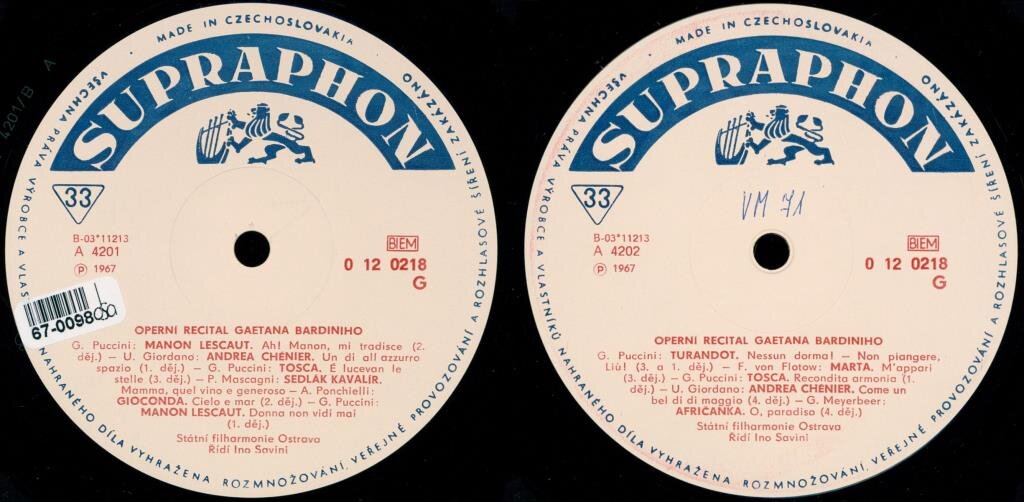 MADE IN CZECHOSLOVAKIA
SUPRAPHON
VŠECHNA PRÁVA VÝROBCE A VLASTNÍKŮ NAHRANÉHO DÍLA VYHRAŽENA ROZMNOŽOVÁNÍ, VEŘEJNÉ PROVOZOVÁNÍ A ROZHLASOVÉ ŠÍŘENÍ ZAKÁZÁNO
4201/B A
33
B-03*11213
A 4201
Ⓟ 1967
BIEM
0 12 0218
G
67-0098
OPERNÍ RECITAL GAETANA BARDINIHO
G. Puccini: MANON LESCAUT. Ah! Manon, mi tradisce (2.
děj.) — U. Giordano: ANDREA CHÉNIER. Un di all azzurro
spazio (1. děj.) — G. Puccini: TOSCA. É lucevan le
stelle (3. děj.) — P. Mascagni: SEDLÁK KAVALÍR.
Mamma, quel vino e generoso — A. Ponchielli:
GIOCONDA. Cielo e mar (2. děj.) — G. Puccini:
MANON LESCAUT. Donna non vidi mai
(1. děj.)
Státní filharmonie Ostrava
Řídí Ino Savini
MADE IN CZECHOSLOVAKIA
SUPRAPHON
VŠECHNA PRÁVA VÝROBCE A VLASTNÍKŮ NAHRANÉHO DÍLA VYHRAŽENA ROZMNOŽOVÁNÍ, VEŘEJNÉ PROVOZOVÁNÍ A ROZHLASOVÉ ŠÍŘENÍ ZAKÁZÁNO
33
VM 71
B-03*11213
A 4202
Ⓟ 1967
BIEM
0 12 0218
G
OPERNÍ RECITAL GAETANA BARDINIHO
G. Puccini: TURANDOT. Nessun dorma! — Non piangere,
Liù! (3. a 1. děj.) — F. von Flotow: MARTA. M'appari
(3. děj.) — G. Puccini: TOSCA. Recondita armonia (1.
děj.) — U. Giordano: ANDREA CHÉNIER. Come un
bel di di maggio (4. děj.) — G. Meyerbeer:
AFRIČANKA. O, paradiso (4. děj.)
Státní filharmonie Ostrava
Řídí Ino Savini